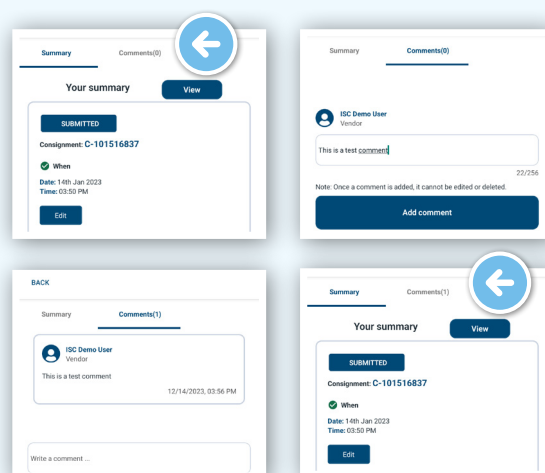 Summary Comments(0)
Your summary View
SUBMITTED
Consignment: C-101516837
When
Date: 14th Jan 2023
Time: 03:50 PM
Edit
Summary Comments(0)
ISC Demo User
Vendor
This is a test comment
22/256
Note: Once a comment is added, it cannot be edited or deleted.
Add comment
BACK
Summary Comments(1)
ISC Demo User
Vendor
This is a test comment
12/14/2023, 03:56 PM
Write a comment ...
Summary Comments(1)
Your summary View
SUBMITTED
Consignment: C-101516837
When
Date: 14th Jan 2023
Time: 03:50 PM
Edit